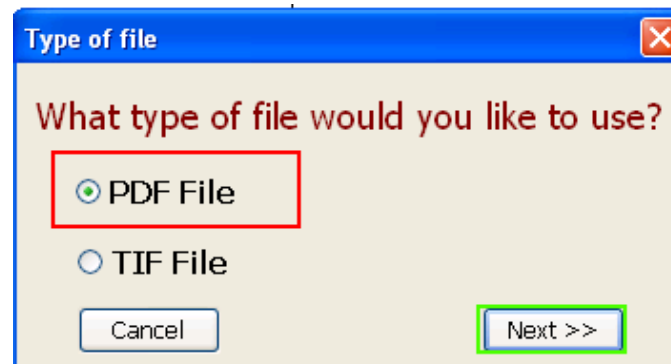 Type of file
What type of file would you like to use?
PDF File
TIF File
Cancel
Next >>